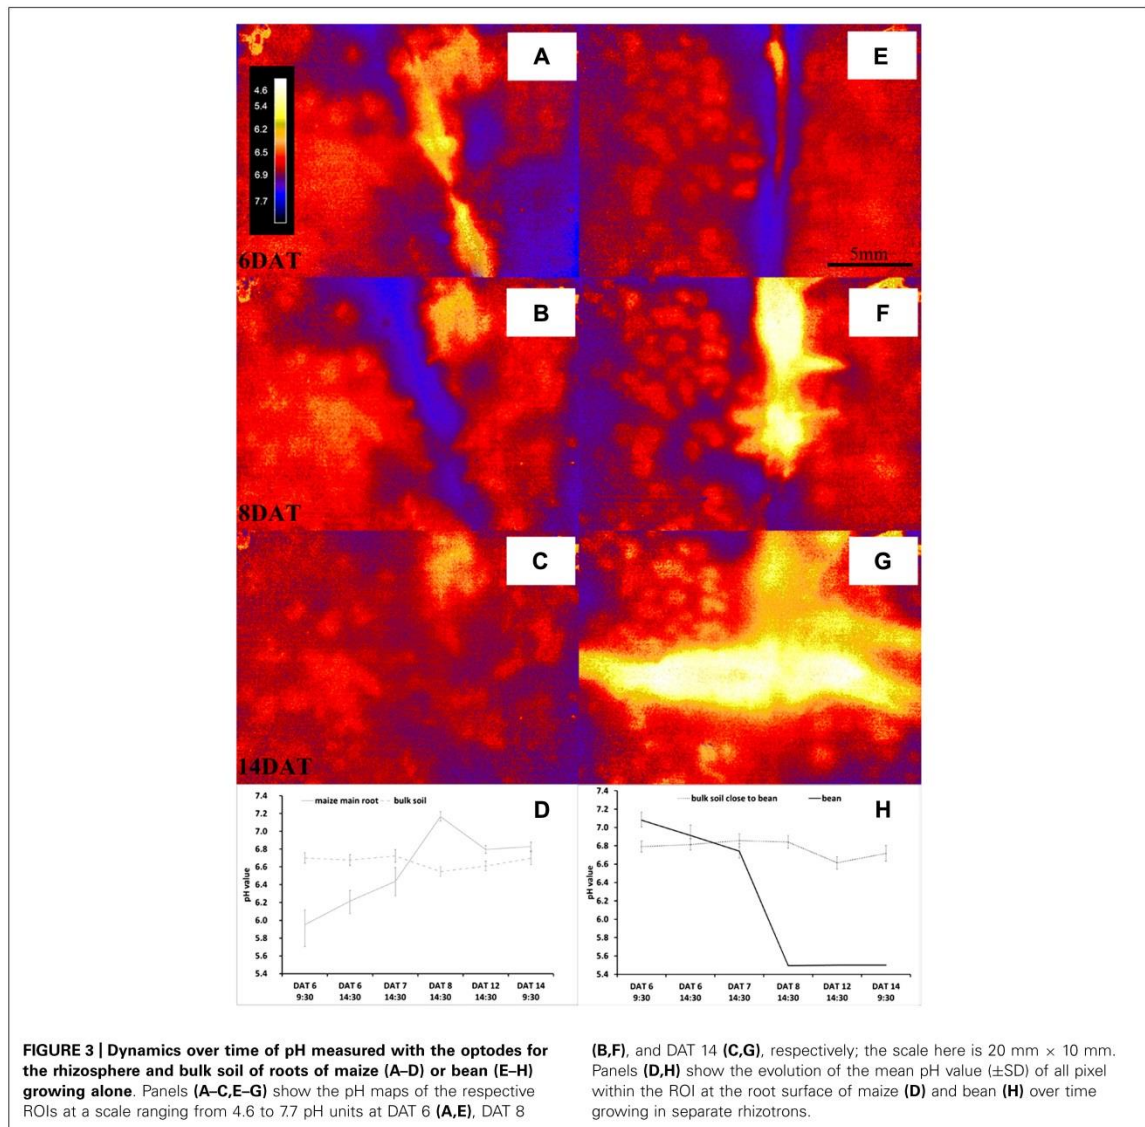 A
E
4.6
5.4
6.2
6.5
6.9
7.7
6DAT
5mm
B
F
8DAT
C
G
14DAT
maize main root bulk soil
D
pH value
7.4
7.2
7.0
6.8
6.6
6.4
6.2
6.0
5.8
5.6
5.4
DAT 6 DAT 6 DAT 7 DAT 8 DAT 12 DAT 14
9:30 14:30 14:30 14:30 14:30 9:30
bulk soil close to bean bean
H
pH value
7.4
7.2
7.0
6.8
6.6
6.4
6.2
6.0
5.8
5.6
5.4
DAT 6 DAT 6 DAT 7 DAT 8 DAT 12 DAT 14
9:30 14:30 14:30 14:30 14:30 9:30
FIGURE 3 | Dynamics over time of pH measured with the optodes for
the rhizosphere and bulk soil of roots of maize (A–D) or bean (E–H)
growing alone. Panels (A–C,E–G) show the pH maps of the respective
ROIs at a scale ranging from 4.6 to 7.7 pH units at DAT 6 (A,E), DAT 8
(B,F), and DAT 14 (C,G), respectively; the scale here is 20 mm × 10 mm.
Panels (D,H) show the evolution of the mean pH value (±SD) of all pixel
within the ROI at the root surface of maize (D) and bean (H) over time
growing in separate rhizotrons.